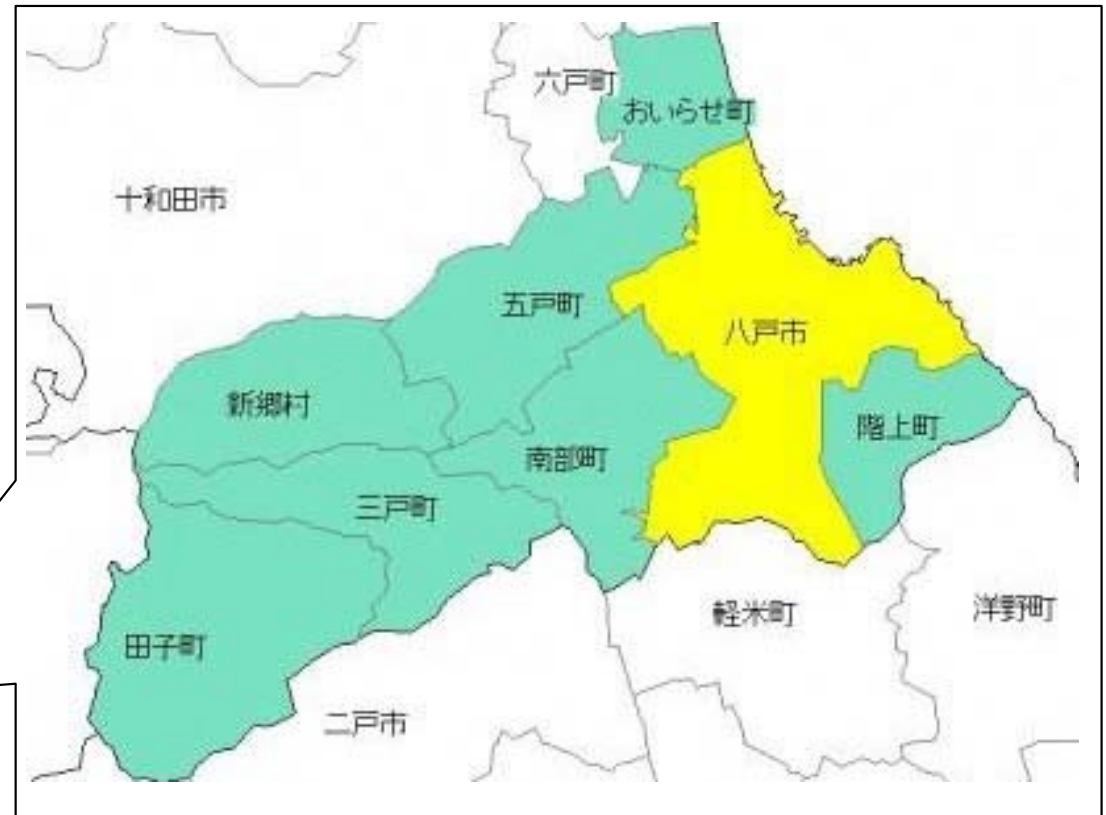 六戸町
おいらせ町
十和田市
五戸町
八戸市
新郷村
階上町
南部町
三戸町
軽米町
洋野町
田子町
二戸市